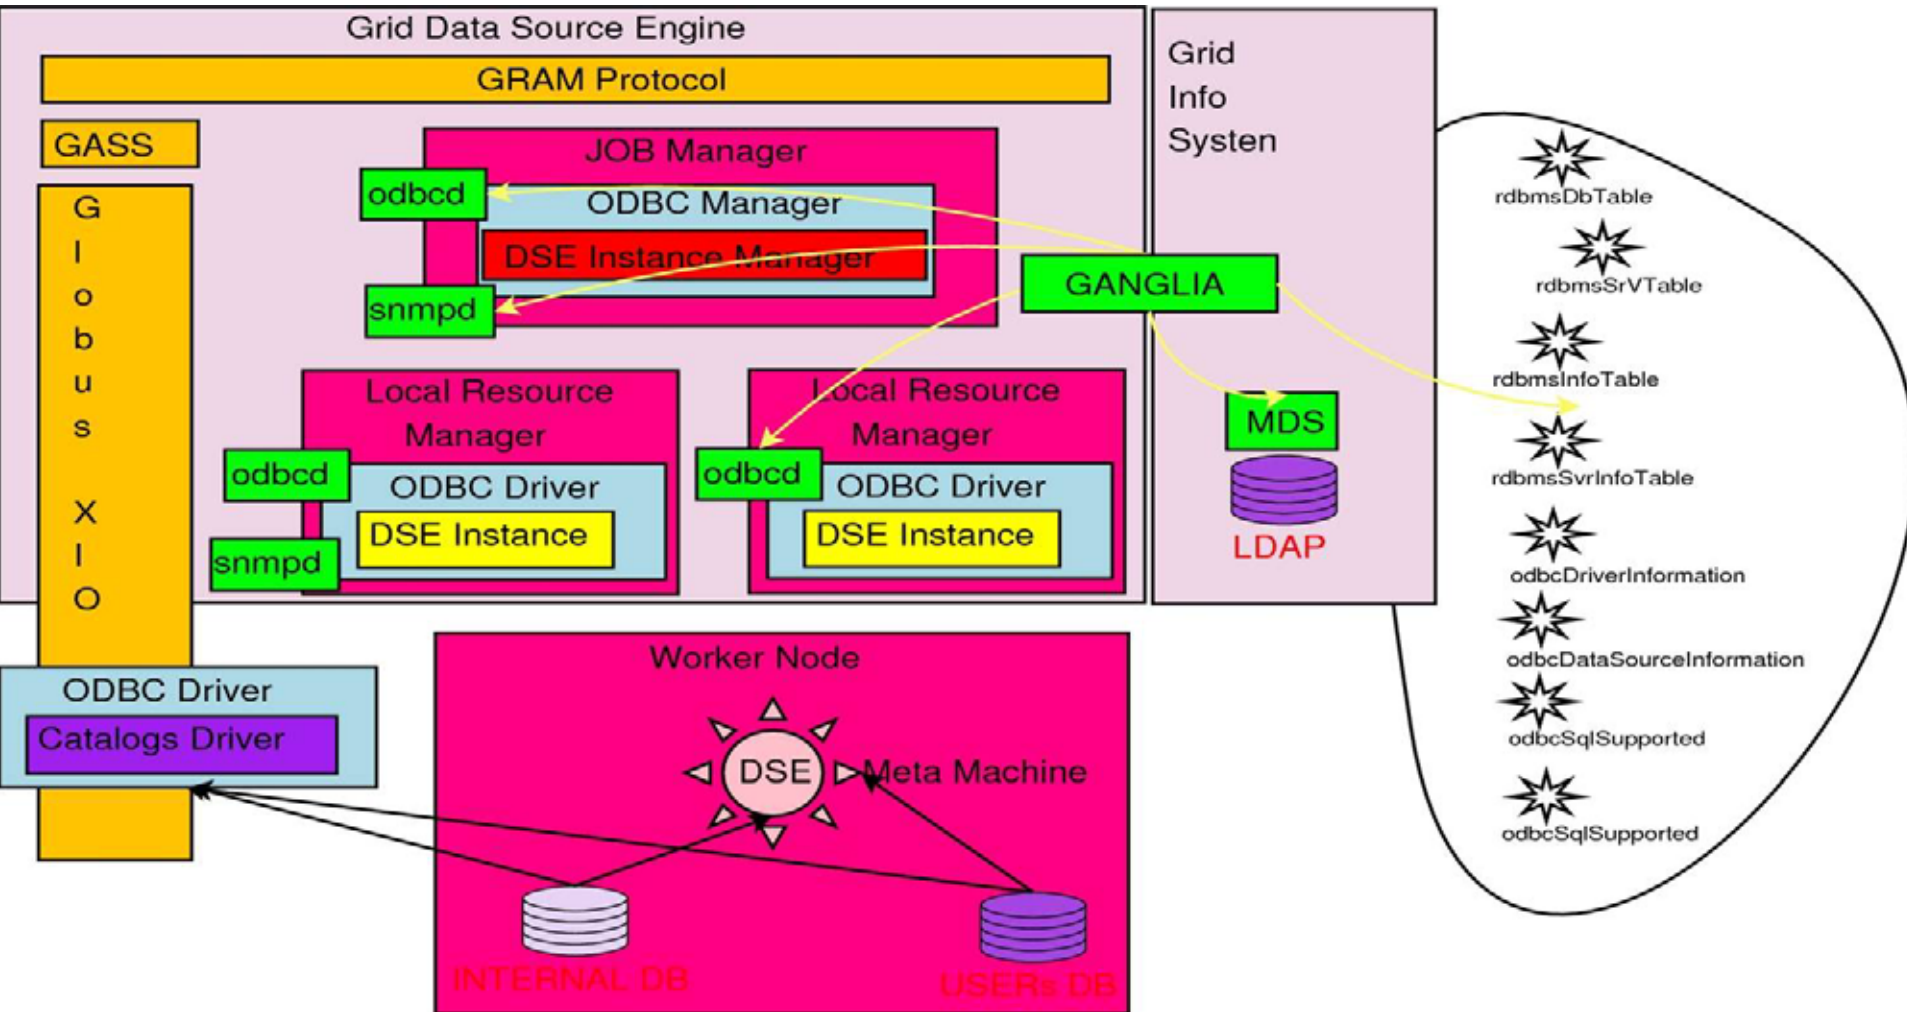 Grid Data Source Engine
GRAM Protocol
GASS
G
l
o
b
u
s
X
I
O
JOB Manager
odbcd
ODBC Manager
DSE Instance Manager
snmpd
Local Resource
Manager
odbcd
ODBC Driver
DSE Instance
snmpd
Local Resource
Manager
odbcd
ODBC Driver
DSE Instance
GANGLIA
Grid
Info
Systen
MDS
LDAP
rdbmsDbTable
rdbmsSrVTable
rdbmsInfoTable
rdbmsSvrInfoTable
odbcDriverInformation
odbcDataSourceInformation
odbcSqlSupported
odbcSqlSupported
ODBC Driver
Catalogs Driver
Worker Node
DSE
Meta Machine
INTERNAL DB
USERs DB